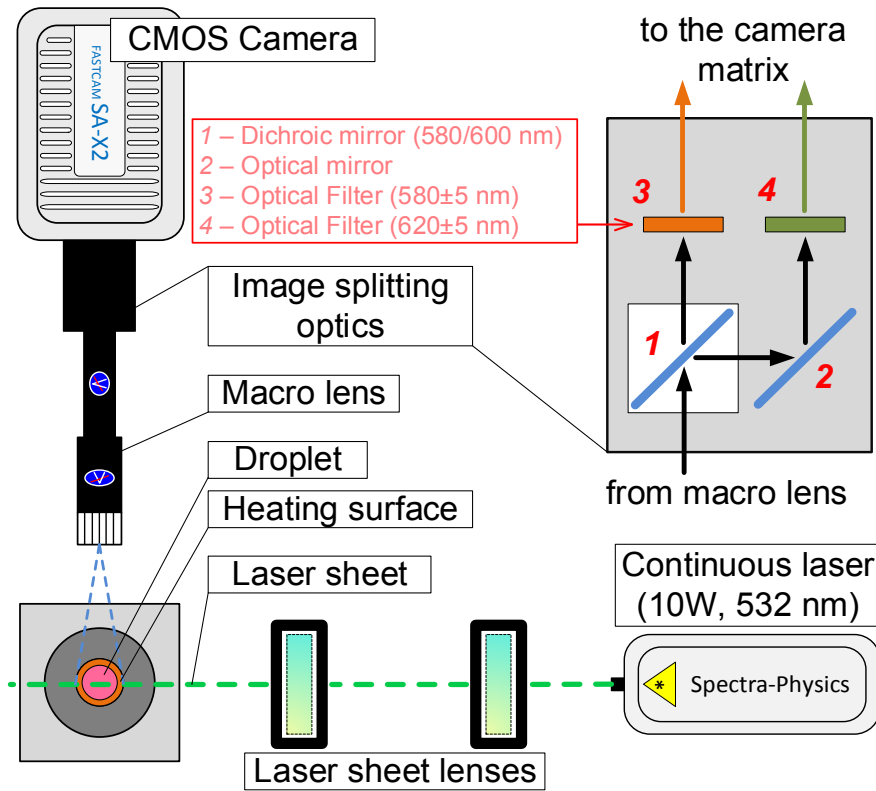 CMOS Camera
FASTCAM SA-X2
to the camera
matrix
1 – Dichroic mirror (580/600 nm)
2 – Optical mirror
3 – Optical Filter (580±5 nm)
4 – Optical Filter (620±5 nm)
3
4
Image splitting
optics
1
2
Macro lens
Droplet
from macro lens
Heating surface
Laser sheet
Continuous laser
(10W, 532 nm)
*
Spectra-Physics
Laser sheet lenses